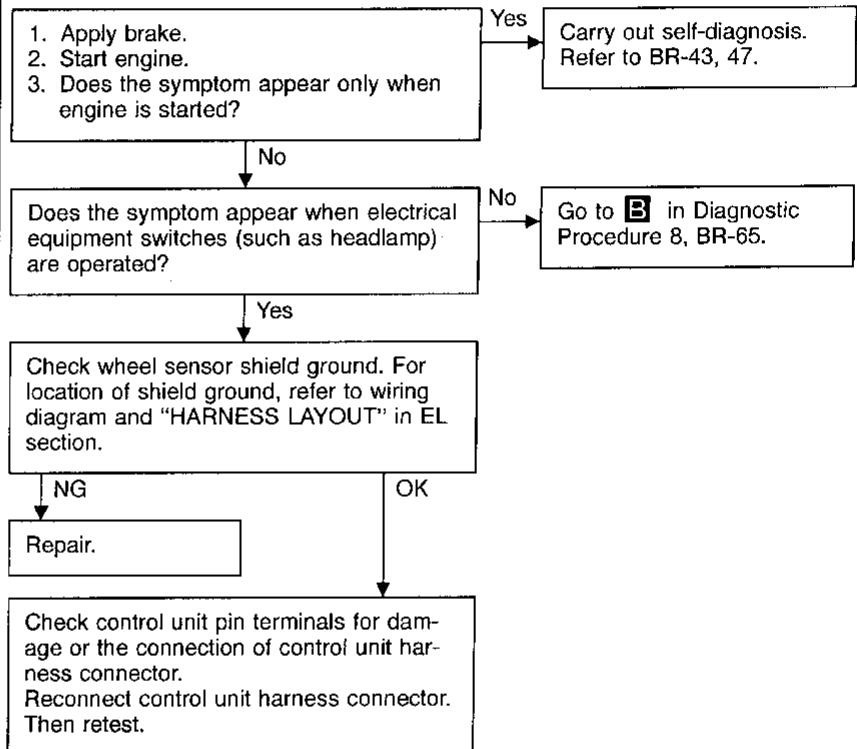 1. Apply brake.
2. Start engine.
3. Does the symptom appear only when
engine is started?
Yes
Carry out self-diagnosis.
Refer to BR-43, 47.
No
Does the symptom appear when electrical
equipment switches (such as headlamp)
are operated?
No
Go to B in Diagnostic
Procedure 8, BR-65.
Yes
Check wheel sensor shield ground. For
location of shield ground, refer to wiring
diagram and “HARNESS LAYOUT” in EL
section.
NG
OK
Repair.
Check control unit pin terminals for dam-
age or the connection of control unit har-
ness connector.
Reconnect control unit harness connector.
Then retest.